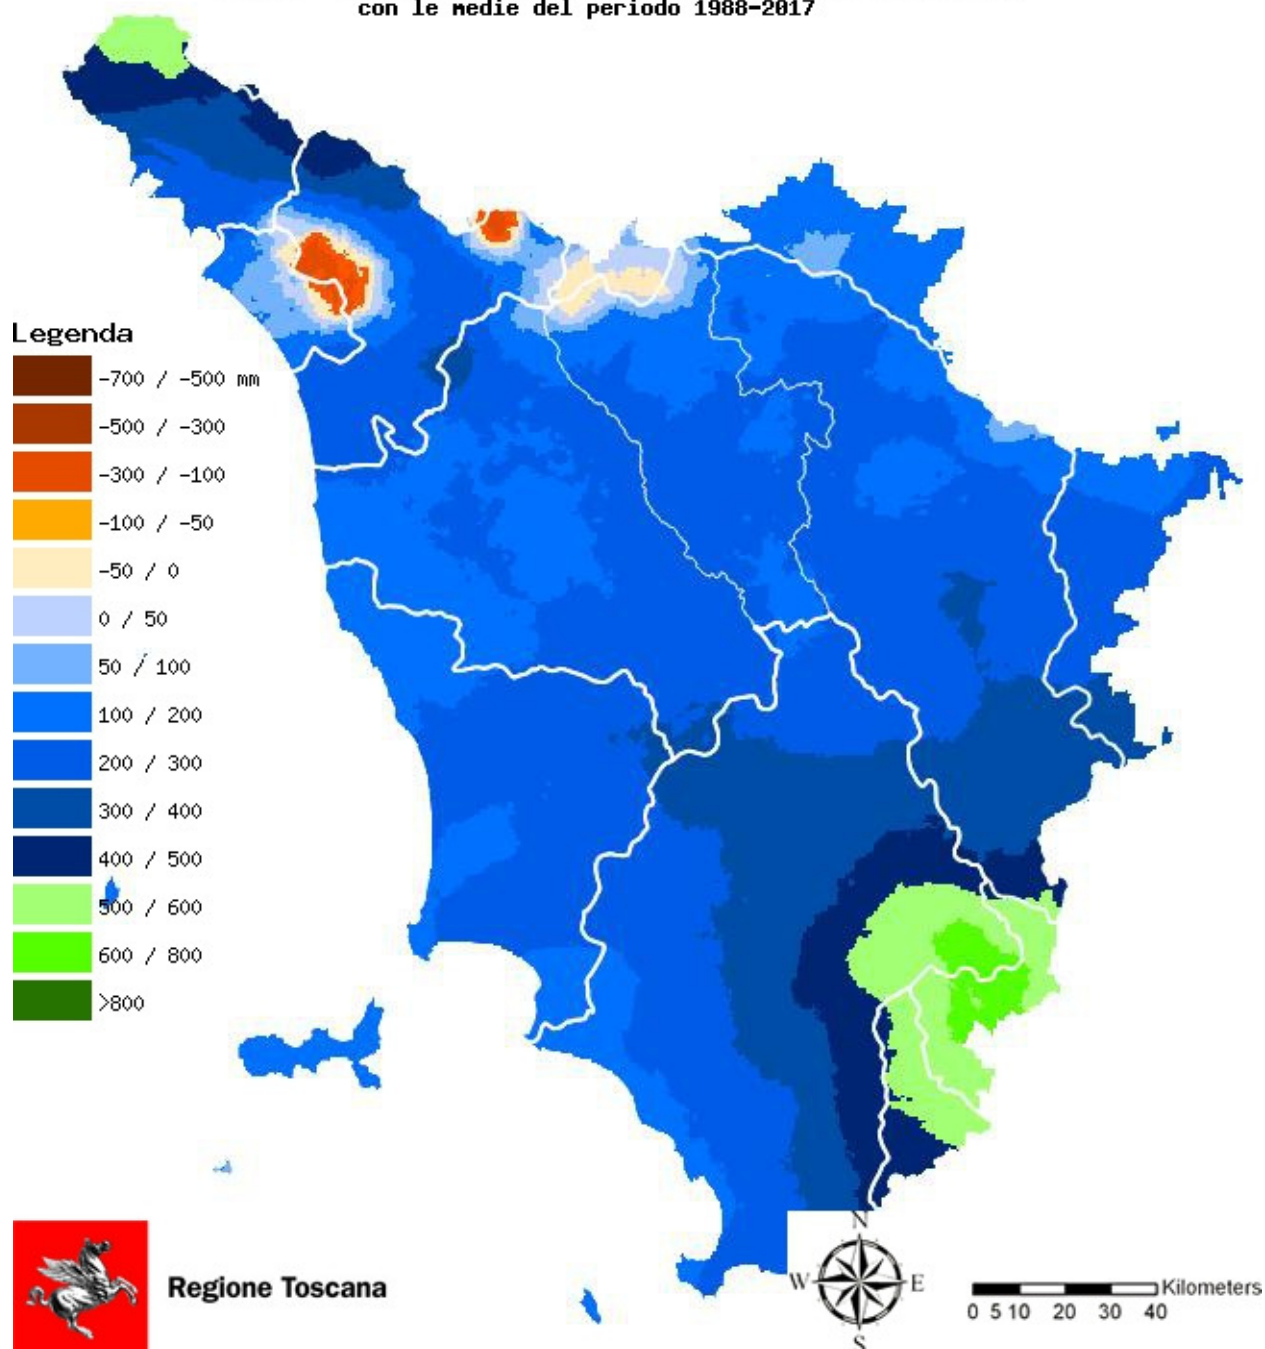 con le medie del periodo 1988-2017
Legenda
-700 / -500 mm
-500 / -300
-300 / -100
-100 / -50
-50 / 0
0 / 50
50 / 100
100 / 200
200 / 300
300 / 400
400 / 500
500 / 600
600 / 800
>800
Regione Toscana
N
W E
S
Kilometers
0 5 10 20 30 40